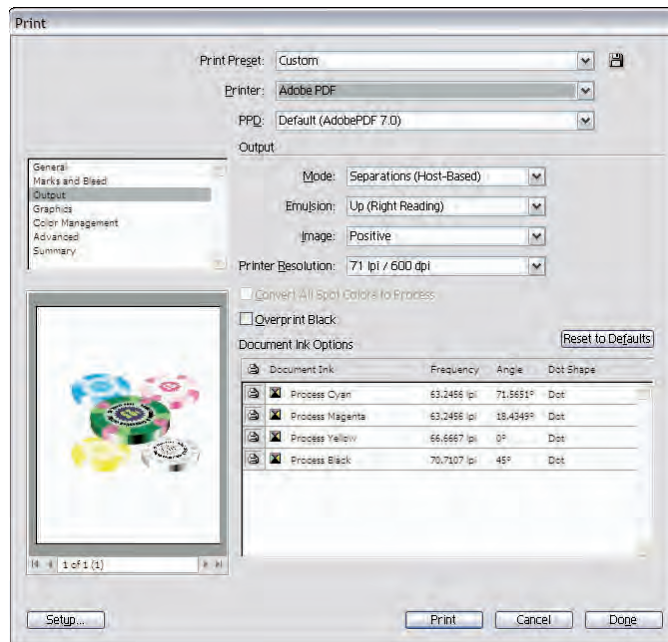 Print
Print Preset: Custom
Printer: Adobe PDF
PPD: Default (AdobePDF 7.0)
General
Marks and Bleed
Output
Graphics
Color Management
Advanced
Summary
Output
Mode: Separations (Host-Based)
Emulsion: Up (Right Reading)
Image: Positive
Printer Resolution: 71 lpi / 600 dpi
Convert All Spot Colors to Process
Overprint Black
Document Ink Options
Reset to Defaults
Document Ink Frequency Angle Dot Shape
Process Cyan 63.2456 lpi 71.5651° Dot
Process Magenta 63.2456 lpi 18.4349° Dot
Process Yellow 66.6667 lpi 0° Dot
Process Black 70.7107 lpi 45° Dot
1 of 1 (1)
Setup...
Print
Cancel
Done